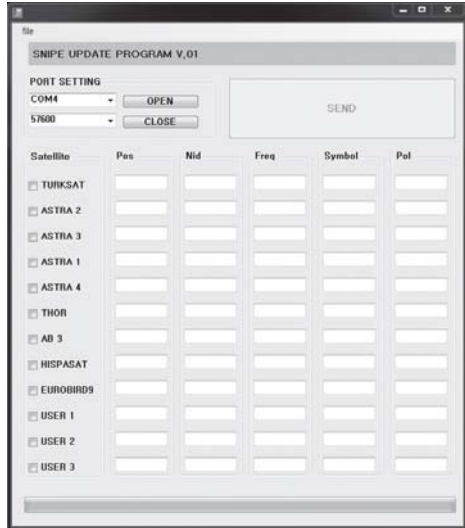 file
SNIPE UPDATE PROGRAM V,01
PORT SETTING
COM4 OPEN
57600 CLOSE
SEND
Satellite Pos Nid Freq Symbol Pol
TURKSAT
ASTRA 2
ASTRA 3
ASTRA 1
ASTRA 4
THOR
AB 3
HISPASAT
EUROBIRD9
USER 1
USER 2
USER 3